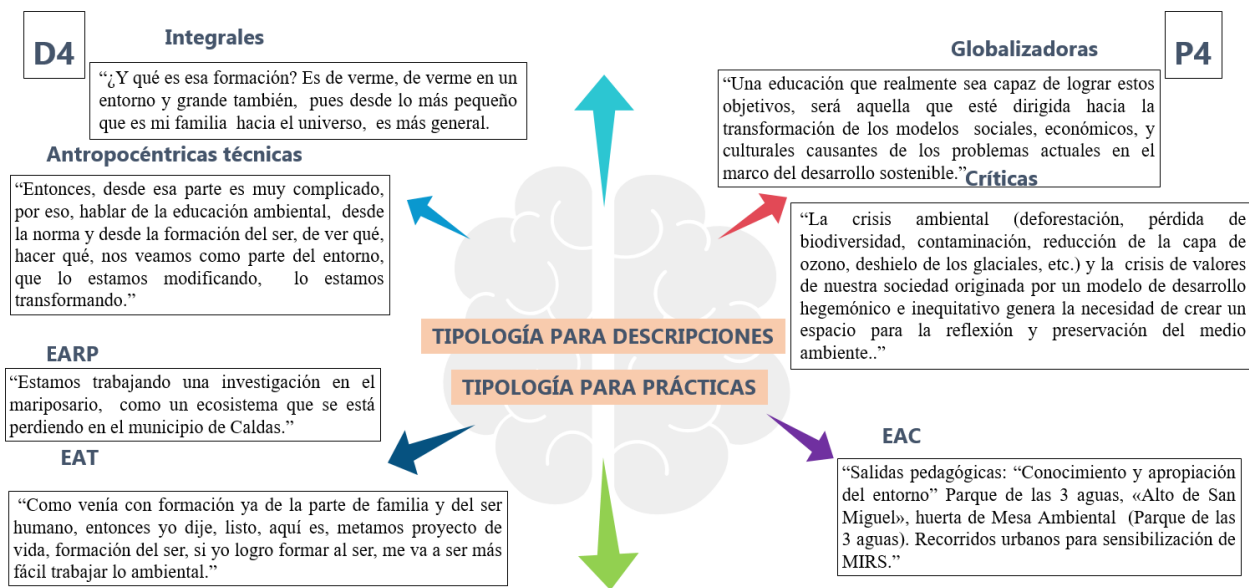 D4
Integrales
“¿Y qué es esa formación? Es de verme, de verme en un
entorno y grande también, pues desde lo más pequeño
que es mi familia hacia el universo, es más general.
Antropocéntricas técnicas
“Entonces, desde esa parte es muy complicado,
por eso, hablar de la educación ambiental, desde
la norma y desde la formación del ser, de ver qué,
hacer qué, nos veamos como parte del entorno,
que lo estamos modificando, lo estamos
transformando.”
P4
Globalizadoras
“Una educación que realmente sea capaz de lograr estos
objetivos, será aquella que esté dirigida hacia la
transformación de los modelos sociales, económicos, y
culturales causantes de los problemas actuales en el
marco del desarrollo sostenible.”
Críticas
“La crisis ambiental (deforestación, pérdida de
biodiversidad, contaminación, reducción de la capa de
ozono, deshielo de los glaciales, etc.) y la crisis de valores
de nuestra sociedad originada por un modelo de desarrollo
hegemónico e inequitativo genera la necesidad de crear un
espacio para la reflexión y preservación del medio
ambiente..”
TIPOLOGÍA PARA DESCRIPCIONES
TIPOLOGÍA PARA PRÁCTICAS
EARP
“Estamos trabajando una investigación en el
mariposario, como un ecosistema que se está
perdiendo en el municipio de Caldas.”
EAT
“Como venía con formación ya de la parte de familia y del ser
humano, entonces yo dije, listo, aquí es, metamos proyecto de
vida, formación del ser, si yo logro formar al ser, me va a ser más
fácil trabajar lo ambiental.”
EAC
“Salidas pedagógicas: “Conocimiento y apropiación
del entorno” Parque de las 3 aguas, «Alto de San
Miguel», huerta de Mesa Ambiental (Parque de las
3 aguas). Recorridos urbanos para sensibilización de
MIRS.”